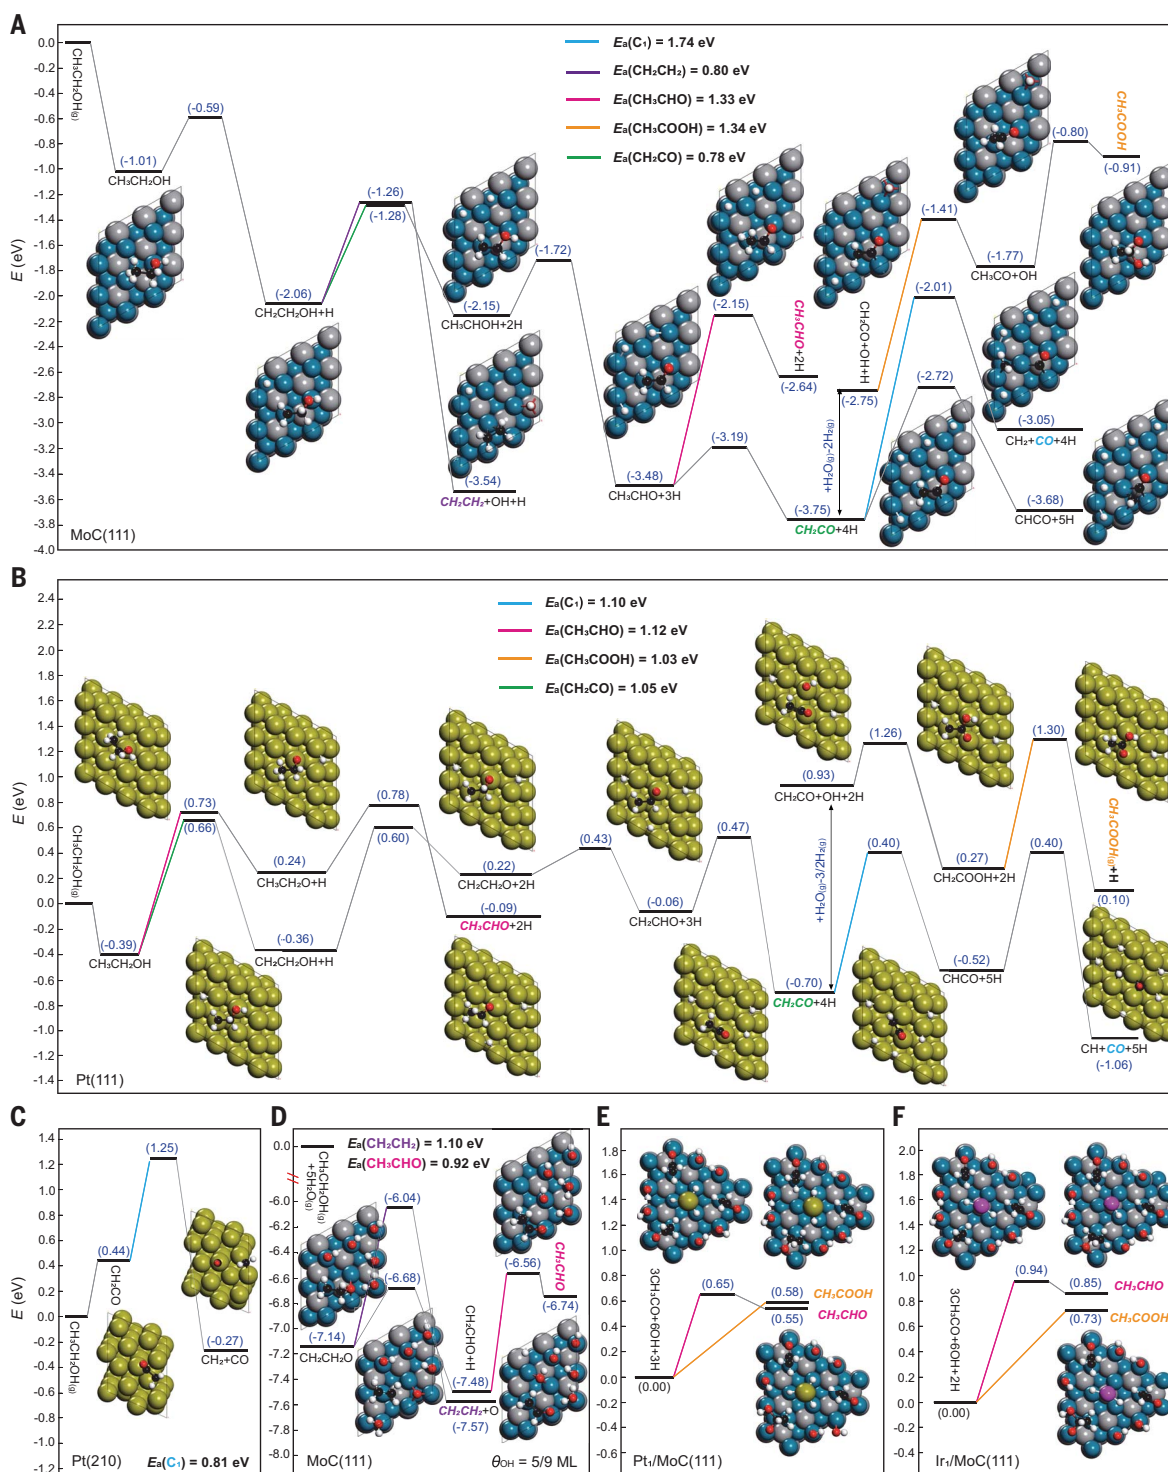 A
Ea(C₁) = 1.74 eV
Ea(CH₂CH₂) = 0.80 eV
Ea(CH₃CHO) = 1.33 eV
Ea(CH₃COOH) = 1.34 eV
Ea(CH₂CO) = 0.78 eV
E (eV)
0.0
-0.2
-0.4
-0.6
-0.8
-1.0
-1.2
-1.4
-1.6
-1.8
-2.0
-2.2
-2.4
-2.6
-2.8
-3.0
-3.2
-3.4
-3.6
-3.8
-4.0
CH₃CH₂OH(g)
(-1.01)
CH₃CH₂OH
(-0.59)
(-2.06)
CH₂CH₂OH+H
(-1.26)
(-1.28)
(-2.15)
CH₃CHOH+2H
(-3.54)
CH₂CH₂+OH+H
(-1.72)
(-3.48)
CH₃CHO+3H
(-2.15)
CH₃CHO+2H
(-2.64)
(-3.19)
(-3.75)
CH₂CO+4H
+H₂O(g)-2H₂(g)
CH₂CO+OH+H
(-2.75)
(-1.41)
(-1.77)
CH₃CO+OH
(-0.80)
CH₃COOH
(-0.91)
(-2.01)
(-3.05)
CH₂+CO+4H
(-2.72)
(-3.68)
CHCO+5H
MoC(111)
B
Ea(C₁) = 1.10 eV
Ea(CH₃CHO) = 1.12 eV
Ea(CH₃COOH) = 1.03 eV
Ea(CH₂CO) = 1.05 eV
E (eV)
2.4
2.2
2.0
1.8
1.6
1.4
1.2
1.0
0.8
0.6
0.4
0.2
0.0
-0.2
-0.4
-0.6
-0.8
-1.0
-1.2
-1.4
CH₃CH₂OH(g)
(-0.39)
CH₃CH₂OH
(0.73)
(0.66)
(0.24)
CH₃CH₂O+H
(-0.36)
CH₂CH₂OH+H
(0.78)
(0.60)
(0.22)
CH₂CH₂O+2H
(-0.09)
CH₃CHO+2H
(0.43)
(-0.06)
CH₂CHO+3H
(0.47)
(-0.70)
CH₂CO+4H
+H₂O(g)-3/2H₂(g)
(0.93)
CH₂CO+OH+2H
(1.26)
(0.27)
CH₂COOH+2H
(1.30)
CH₃COOH(g)+H
(0.10)
(0.40)
(-0.52)
CHCO+5H
(0.40)
CH+CO+5H
(-1.06)
Pt(111)
C
E (eV)
1.4
1.2
1.0
0.8
0.6
0.4
0.2
0.0
-0.2
-0.4
-0.6
-0.8
-1.0
-1.2
CH₃CH₂OH(g)
(0.44)
CH₂CO
(1.25)
(-0.27)
CH₂+CO
Pt(210)
Ea(C₁) = 0.81 eV
D
Ea(CH₂CH₂) = 1.10 eV
Ea(CH₃CHO) = 0.92 eV
0.0
-6.0
-6.2
-6.4
-6.6
-6.8
-7.0
-7.2
-7.4
-7.6
-7.8
-8.0
CH₃CH₂OH(g)
+5H₂O(g)
(-7.14)
CH₂CH₂O
(-6.04)
(-6.68)
CH₂CHO+H
(-7.48)
CH₂CH₂+O
(-7.57)
(-6.56)
CH₃CHO
(-6.74)
MoC(111)
θOH = 5/9 ML
E
1.6
1.4
1.2
1.0
0.8
0.6
0.4
0.2
0.0
-0.2
-0.4
-0.6
3CH₃CO+6OH+3H
(0.00)
(0.65)
(0.58)
CH₃COOH
CH₃CHO
(0.55)
Pt₁/MoC(111)
F
2.0
1.8
1.6
1.4
1.2
1.0
0.8
0.6
0.4
0.2
0.0
-0.2
-0.4
3CH₃CO+6OH+2H
(0.00)
(0.94)
(0.85)
CH₃CHO
CH₃COOH
(0.73)
Ir₁/MoC(111)